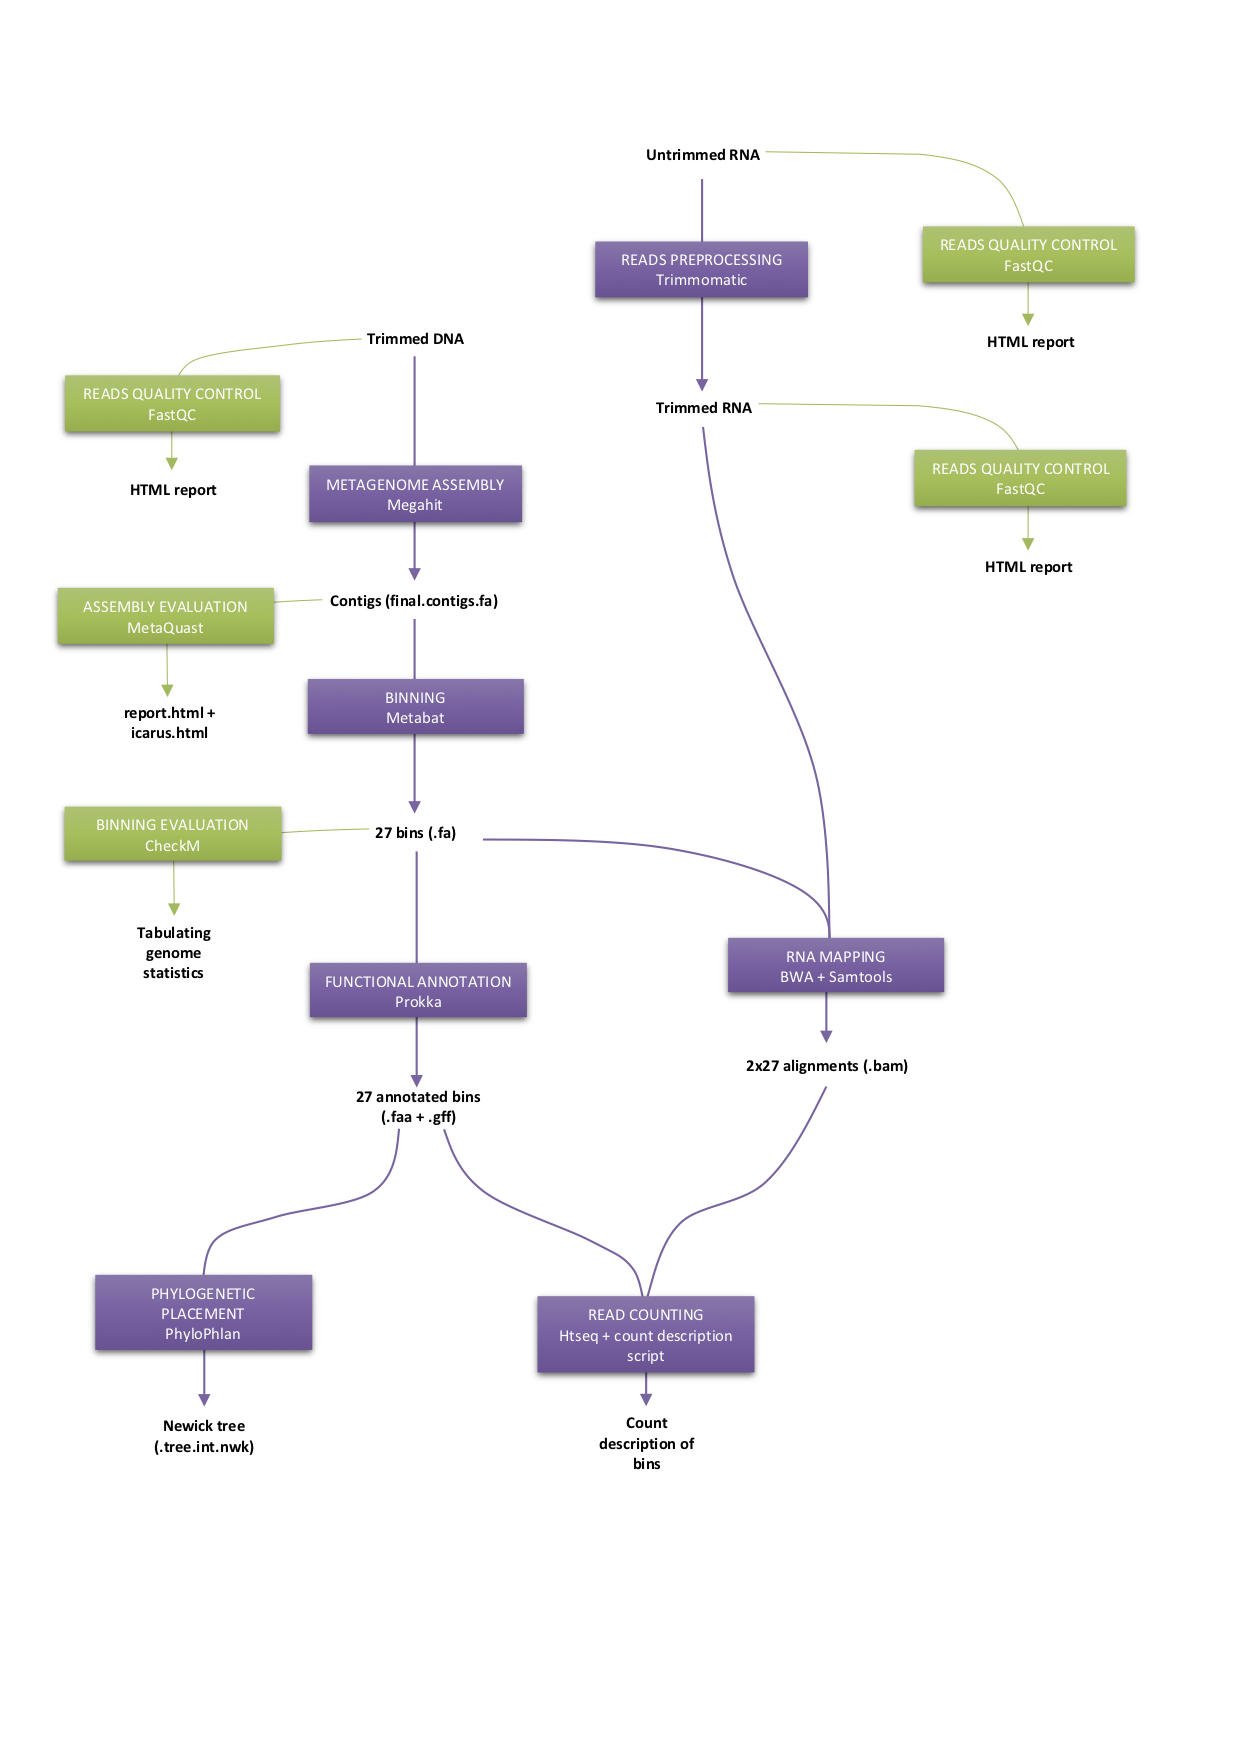 Untrimmed RNA
READS QUALITY CONTROL
FastQC
HTML report
READS PREPROCESSING
Trimmomatic
Trimmed RNA
READS QUALITY CONTROL
FastQC
HTML report
Trimmed DNA
READS QUALITY CONTROL
FastQC
HTML report
METAGENOME ASSEMBLY
Megahit
Contigs (final.contigs.fa)
ASSEMBLY EVALUATION
MetaQuast
report.html +
icarus.html
BINNING
Metabat
27 bins (.fa)
BINNING EVALUATION
CheckM
Tabulating
genome
statistics
FUNCTIONAL ANNOTATION
Prokka
RNA MAPPING
BWA + Samtools
2x27 alignments (.bam)
27 annotated bins
(.faa + .gff)
PHYLOGENETIC
PLACEMENT
PhyloPhlan
Newick tree
(.tree.int.nwk)
READ COUNTING
Htseq + count description
script
Count
description of
bins